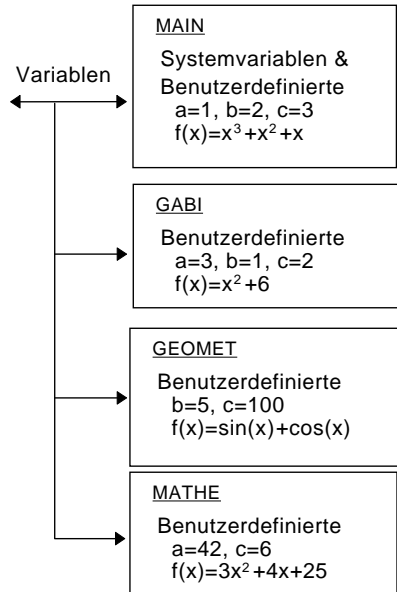 Variablen
MAIN
Systemvariablen &
Benutzerdefinierte
a=1, b=2, c=3
f(x)=x³+x²+x
GABI
Benutzerdefinierte
a=3, b=1, c=2
f(x)=x²+6
GEOMET
Benutzerdefinierte
b=5, c=100
f(x)=sin(x)+cos(x)
MATHE
Benutzerdefinierte
a=42, c=6
f(x)=3x²+4x+25